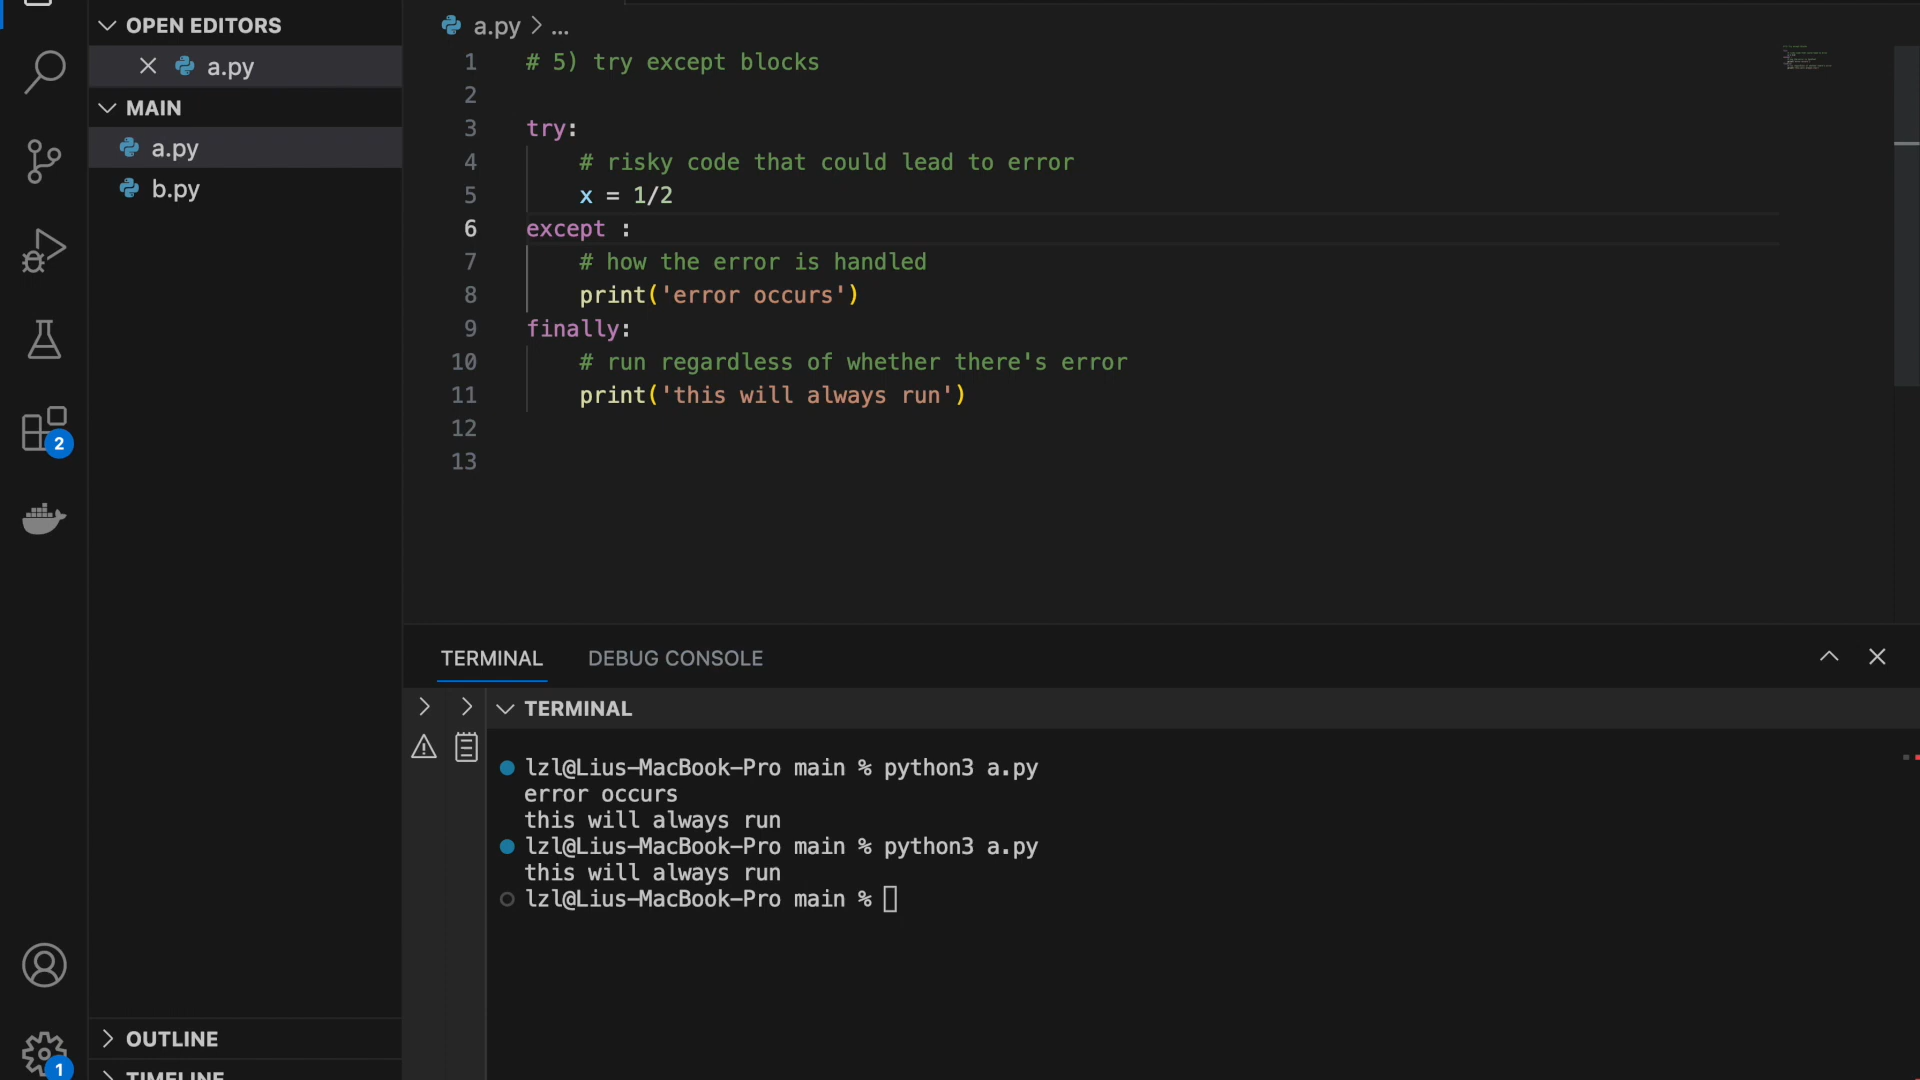 OPEN EDITORS
a.py
MAIN
a.py
b.py
2
1
OUTLINE
TIMELINE
a.py > ...
1 # 5) try except blocks
2
3 try:
4 # risky code that could lead to error
5 x = 1/2
6 except :
7 # how the error is handled
8 print('error occurs')
9 finally:
10 # run regardless of whether there's error
11 print('this will always run')
12
13
TERMINAL DEBUG CONSOLE
TERMINAL
lzl@Lius-MacBook-Pro main % python3 a.py
error occurs
this will always run
lzl@Lius-MacBook-Pro main % python3 a.py
this will always run
lzl@Lius-MacBook-Pro main %